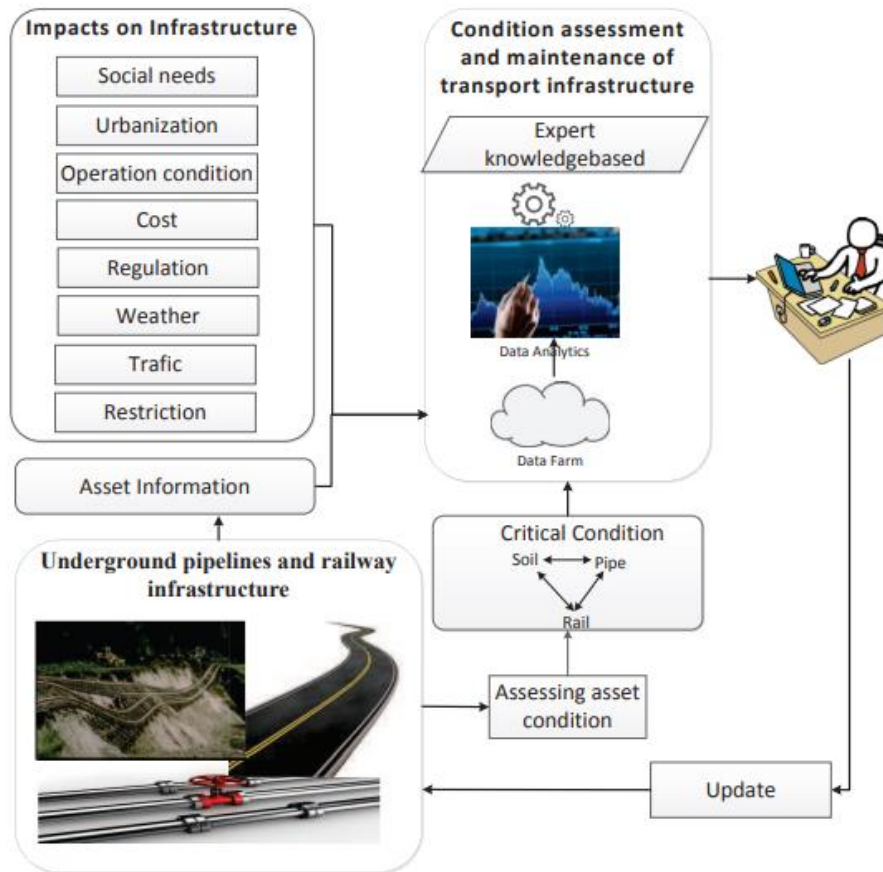 Impacts on Infrastructure
Social needs
Urbanization
Operation condition
Cost
Regulation
Weather
Trafic
Restriction
Asset Information
Underground pipelines and railway
infrastructure
Condition assessment
and maintenance of
transport infrastructure
Expert
knowledgebased
Data Analytics
Data Farm
Critical Condition
Soil
Pipe
Rail
Assessing asset
condition
Update